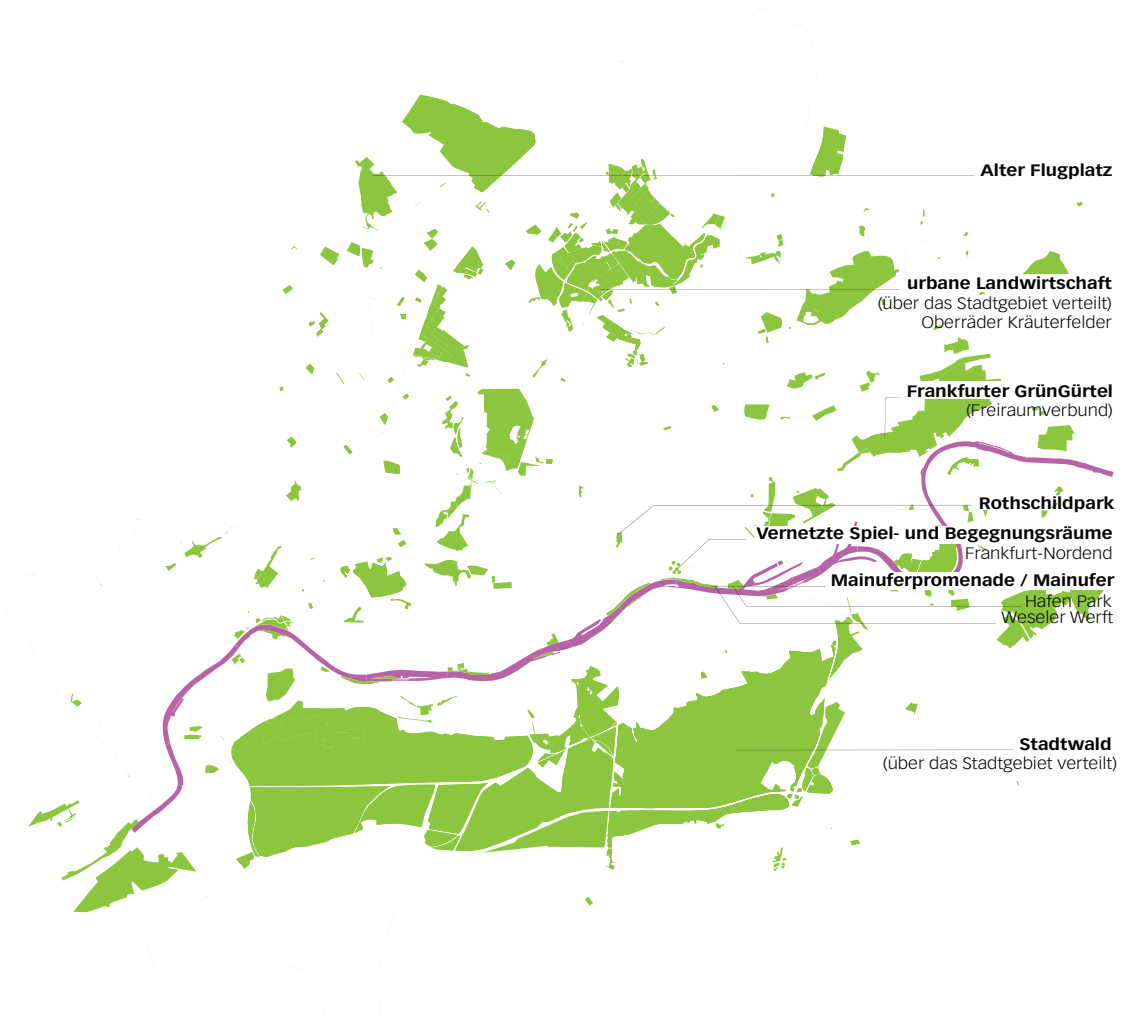 Alter Flugplatz
urbane Landwirtschaft
(über das Stadtgebiet verteilt)
Oberräder Kräuterfelder
Frankfurter GrünGürtel
(Freiraumverbund)
Rothschildpark
Vernetzte Spiel- und Begegnungsräume
Frankfurt-Nordend
Mainuferpromenade / Mainufer
Hafen Park
Weseler Werft
Stadtwald
(über das Stadtgebiet verteilt)